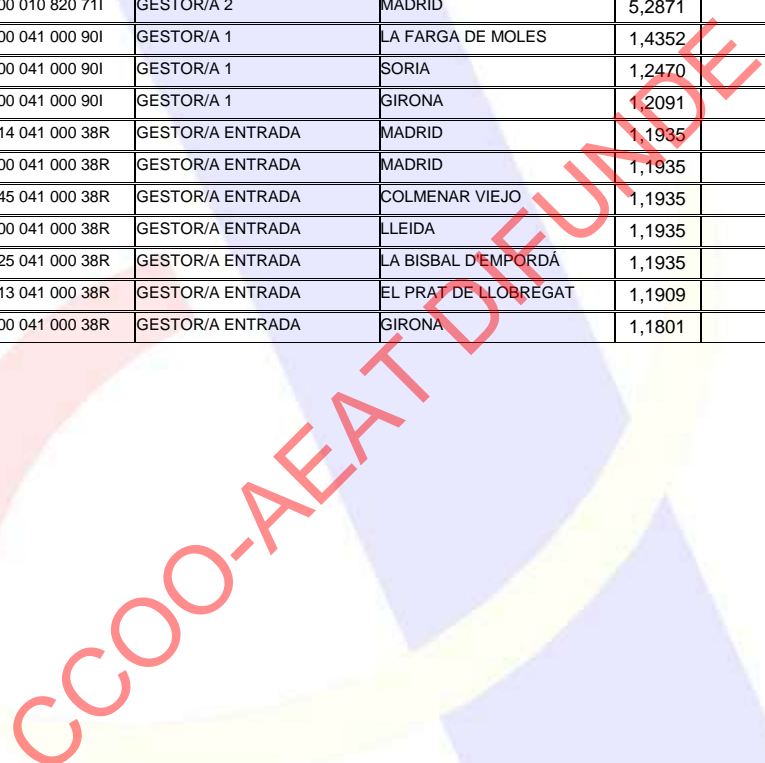 00 010 820 71I GESTOR/A 2 MADRID 5,2871
00 041 000 90I GESTOR/A 1 LA FARGA DE MOLES 1,4352
00 041 000 90I GESTOR/A 1 SORIA 1,2470
00 041 000 90I GESTOR/A 1 GIRONA 1,2091
14 041 000 38R GESTOR/A ENTRADA MADRID 1,1935
00 041 000 38R GESTOR/A ENTRADA MADRID 1,1935
45 041 000 38R GESTOR/A ENTRADA COLMENAR VIEJO 1,1935
00 041 000 38R GESTOR/A ENTRADA LLEIDA 1,1935
25 041 000 38R GESTOR/A ENTRADA LA BISBAL D'EMPORDÁ 1,1935
13 041 000 38R GESTOR/A ENTRADA EL PRAT DE LLOBREGAT 1,1909
00 041 000 38R GESTOR/A ENTRADA GIRONA 1,1801
CCOO-AEAT DIFUNDE